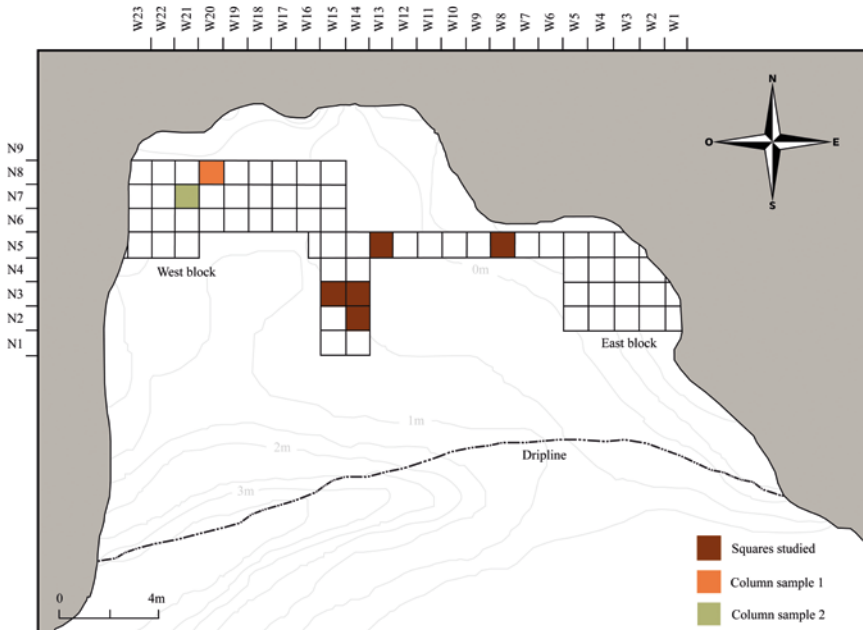 W23
W22
W21
W20
W19
W18
W17
W16
W15
W14
W13
W12
W11
W10
W9
W8
W7
W6
W5
W4
W3
W2
W1
N
O
E
S
N9
N8
N7
N6
N5
N4
N3
N2
N1
West block
0m
East block
1m
2m
Dripline
3m
Squares studied
Column sample 1
Column sample 2
0 4m